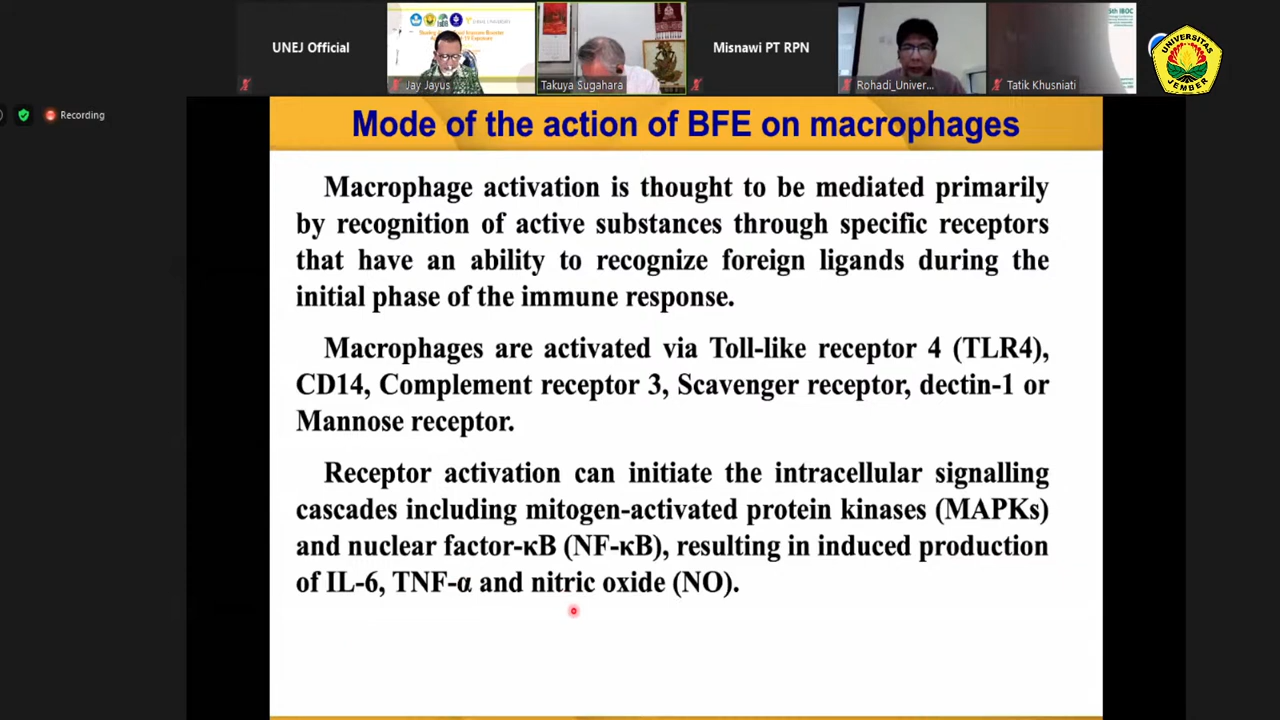 UNEJ Official
Jay Jayus
Takuya Sugahara
Misnawi PT RPN
Rohadi_Univer...
Tatik Khusniati
5th IBOC
UNIVERSITAS
JEMBER
Recording
Mode of the action of BFE on macrophages
Macrophage activation is thought to be mediated primarily
by recognition of active substances through specific receptors
that have an ability to recognize foreign ligands during the
initial phase of the immune response.
Macrophages are activated via Toll-like receptor 4 (TLR4),
CD14, Complement receptor 3, Scavenger receptor, dectin-1 or
Mannose receptor.
Receptor activation can initiate the intracellular signalling
cascades including mitogen-activated protein kinases (MAPKs)
and nuclear factor-κB (NF-κB), resulting in induced production
of IL-6, TNF-α and nitric oxide (NO).